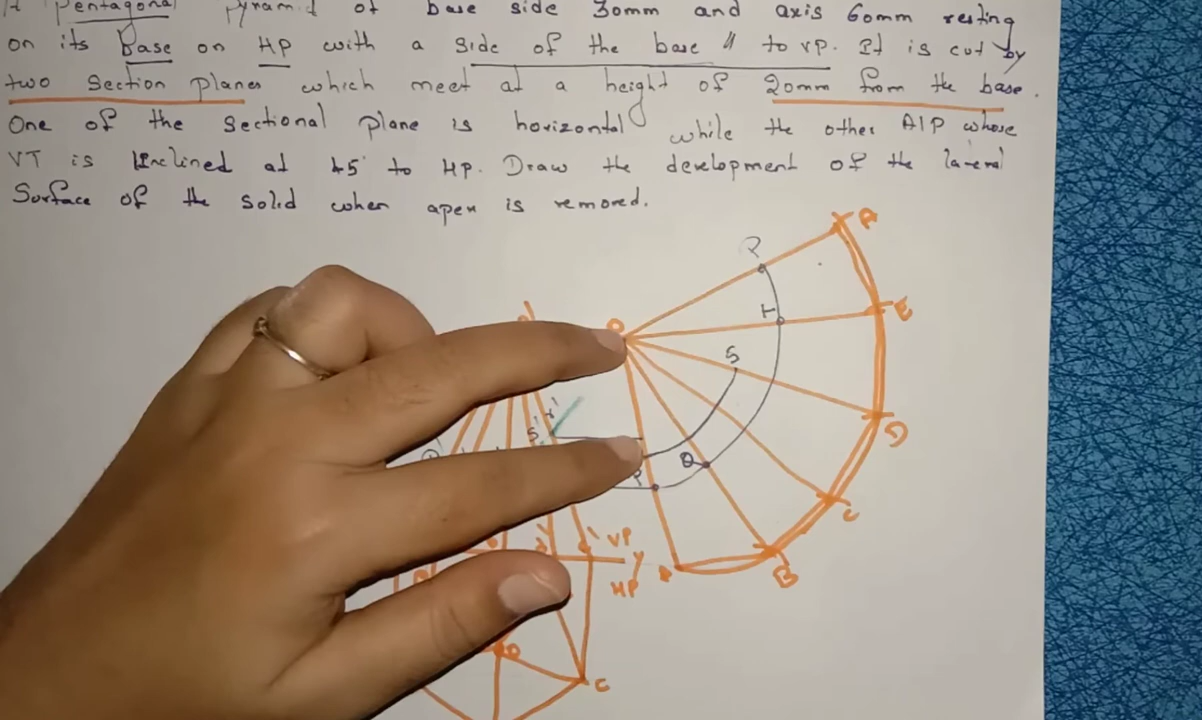 A pentagonal pyramid of base side 30mm and axis 60mm resting
on its Base on HP with a side of the base // to VP. It is cut by
two section planes which meet at a height of 20mm from the base.
One of the sectional plane is horizontal while the other AIP whose
VT is Inclined at 45° to HP. Draw the development of the lateral
Surface of the solid when apex is removed.
A
P
T
E
S
O
o'
r'
S'
D
Q
P
C
B
A
VP
HP
y
d'
c'
O
C